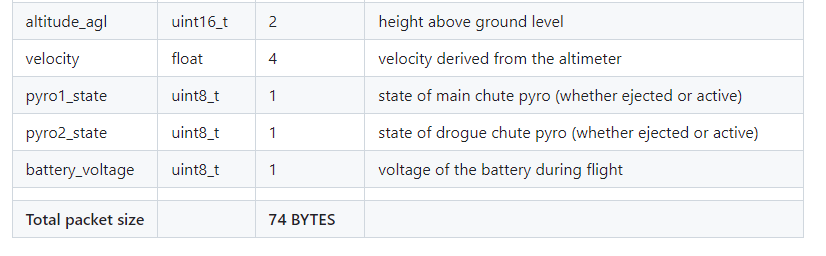 altitude_agl uint16_t 2 height above ground level
velocity float 4 velocity derived from the altimeter
pyro1_state uint8_t 1 state of main chute pyro (whether ejected or active)
pyro2_state uint8_t 1 state of drogue chute pyro (whether ejected or active)
battery_voltage uint8_t 1 voltage of the battery during flight
Total packet size 74 BYTES